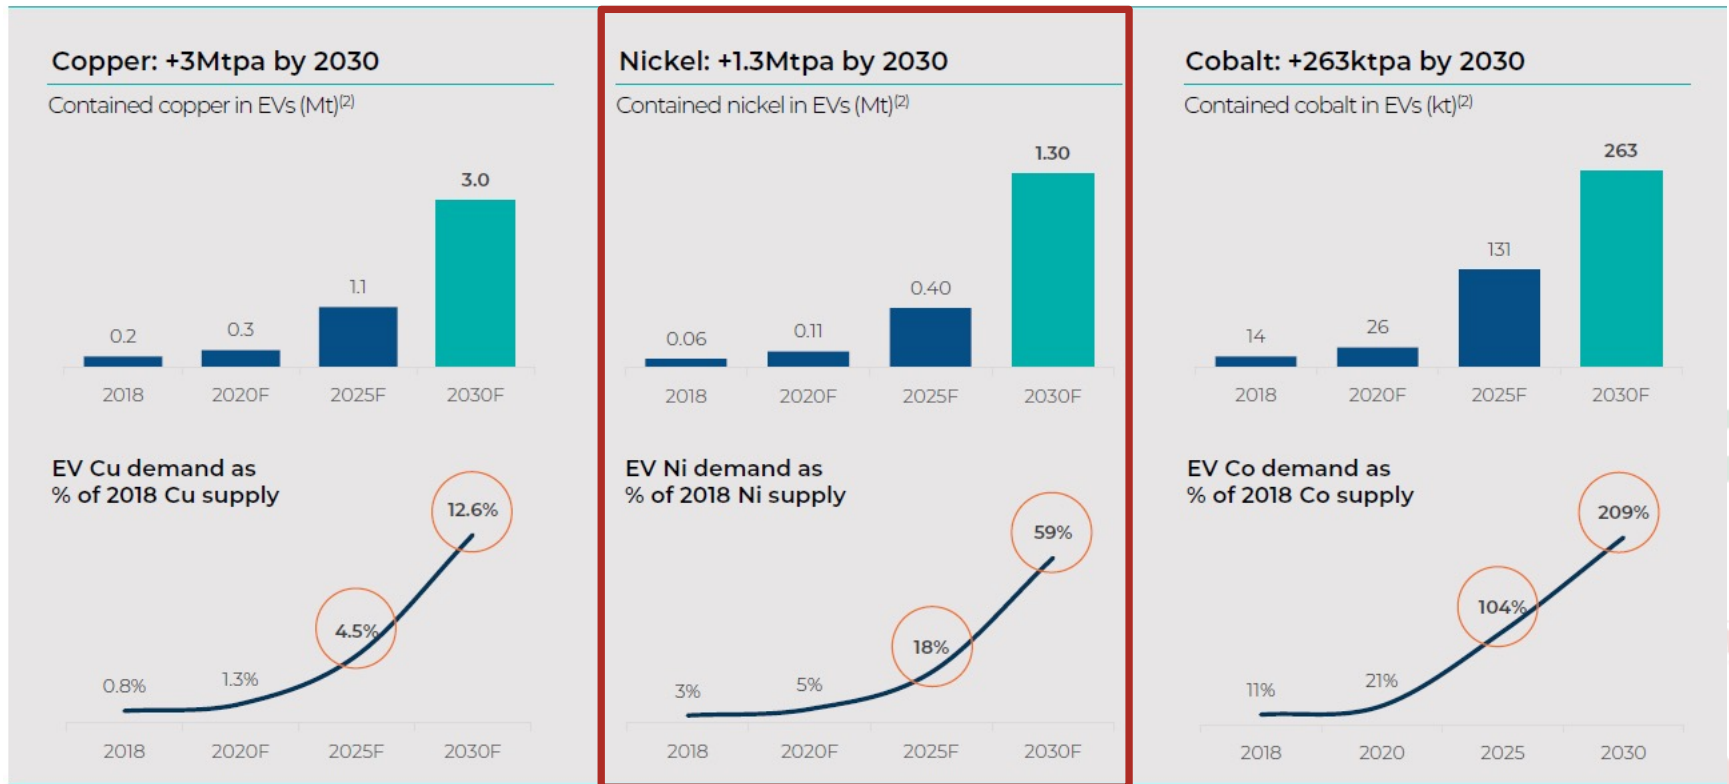 Copper: +3Mtpa by 2030
Contained copper in EVs (Mt)(2)
3.0
1.1
0.3
0.2
2018 2020F 2025F 2030F
EV Cu demand as
% of 2018 Cu supply
12.6%
4.5%
1.3%
0.8%
2018 2020F 2025F 2030F
Nickel: +1.3Mtpa by 2030
Contained nickel in EVs (Mt)(2)
1.30
0.40
0.11
0.06
2018 2020F 2025F 2030F
EV Ni demand as
% of 2018 Ni supply
59%
18%
5%
3%
2018 2020F 2025F 2030F
Cobalt: +263ktpa by 2030
Contained cobalt in EVs (kt)(2)
263
131
26
14
2018 2020F 2025F 2030F
EV Co demand as
% of 2018 Co supply
209%
104%
21%
11%
2018 2020 2025 2030